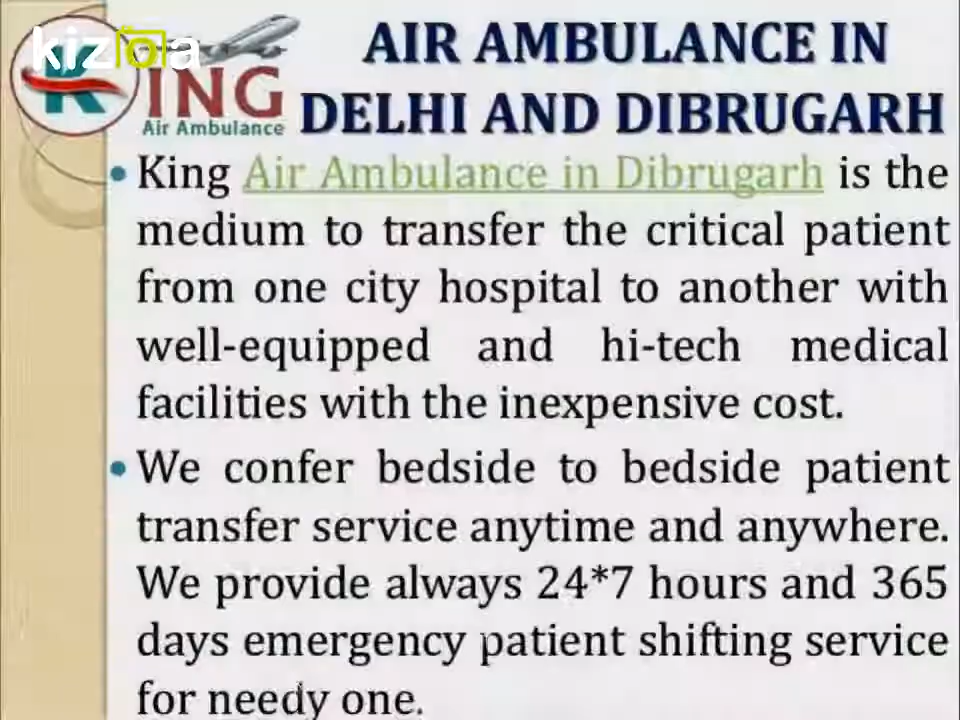 kizoa
KING
Air Ambulance
AIR AMBULANCE IN
DELHI AND DIBRUGARH
• King Air Ambulance in Dibrugarh is the
medium to transfer the critical patient
from one city hospital to another with
well-equipped and hi-tech medical
facilities with the inexpensive cost.
• We confer bedside to bedside patient
transfer service anytime and anywhere.
We provide always 24*7 hours and 365
days emergency patient shifting service
for needy one.